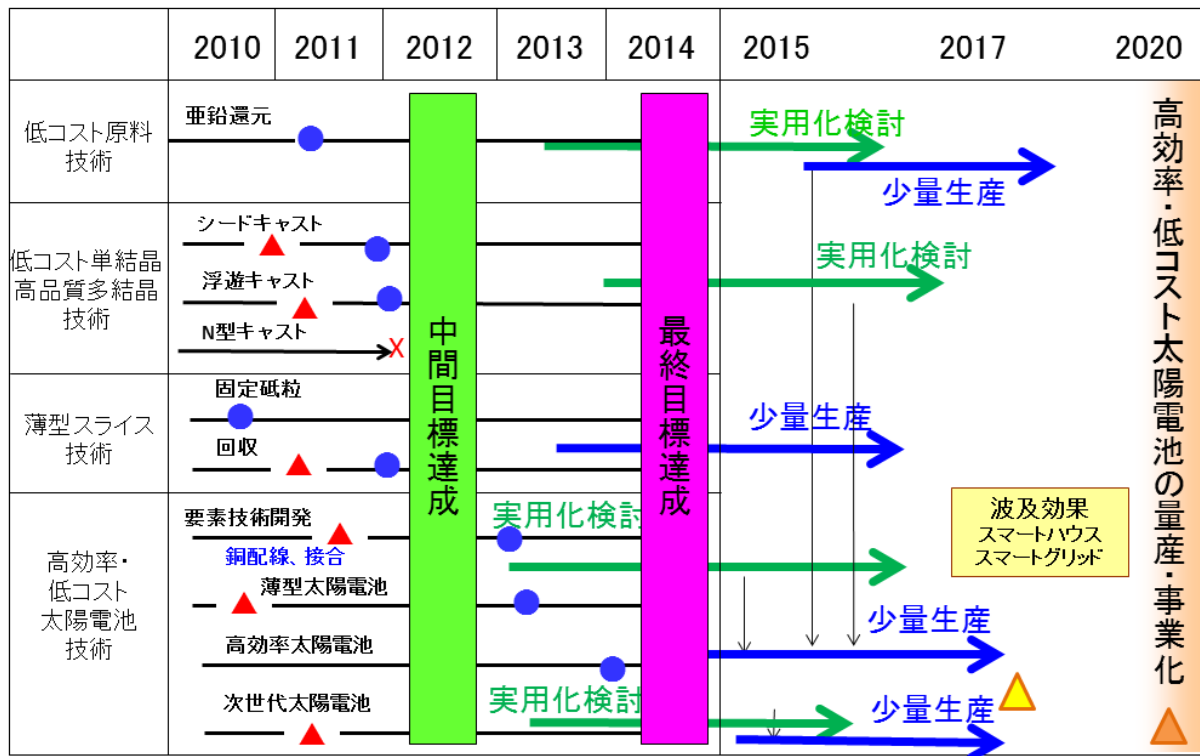 2010 2011 2012 2013 2014 2015 2017 2020
低コスト原料
技術
亜鉛還元
実用化検討
少量生産
低コスト単結晶
高品質多結晶
技術
シードキャスト
浮遊キャスト
N型キャスト
X
実用化検討
薄型スライス
技術
固定砥粒
回収
少量生産
高効率・
低コスト
太陽電池
技術
要素技術開発
銅配線、接合
薄型太陽電池
高効率太陽電池
次世代太陽電池
実用化検討
少量生産
実用化検討
少量生産
中間目標達成
最終目標達成
波及効果
スマートハウス
スマートグリッド
高効率・低コスト太陽電池の量産・事業化